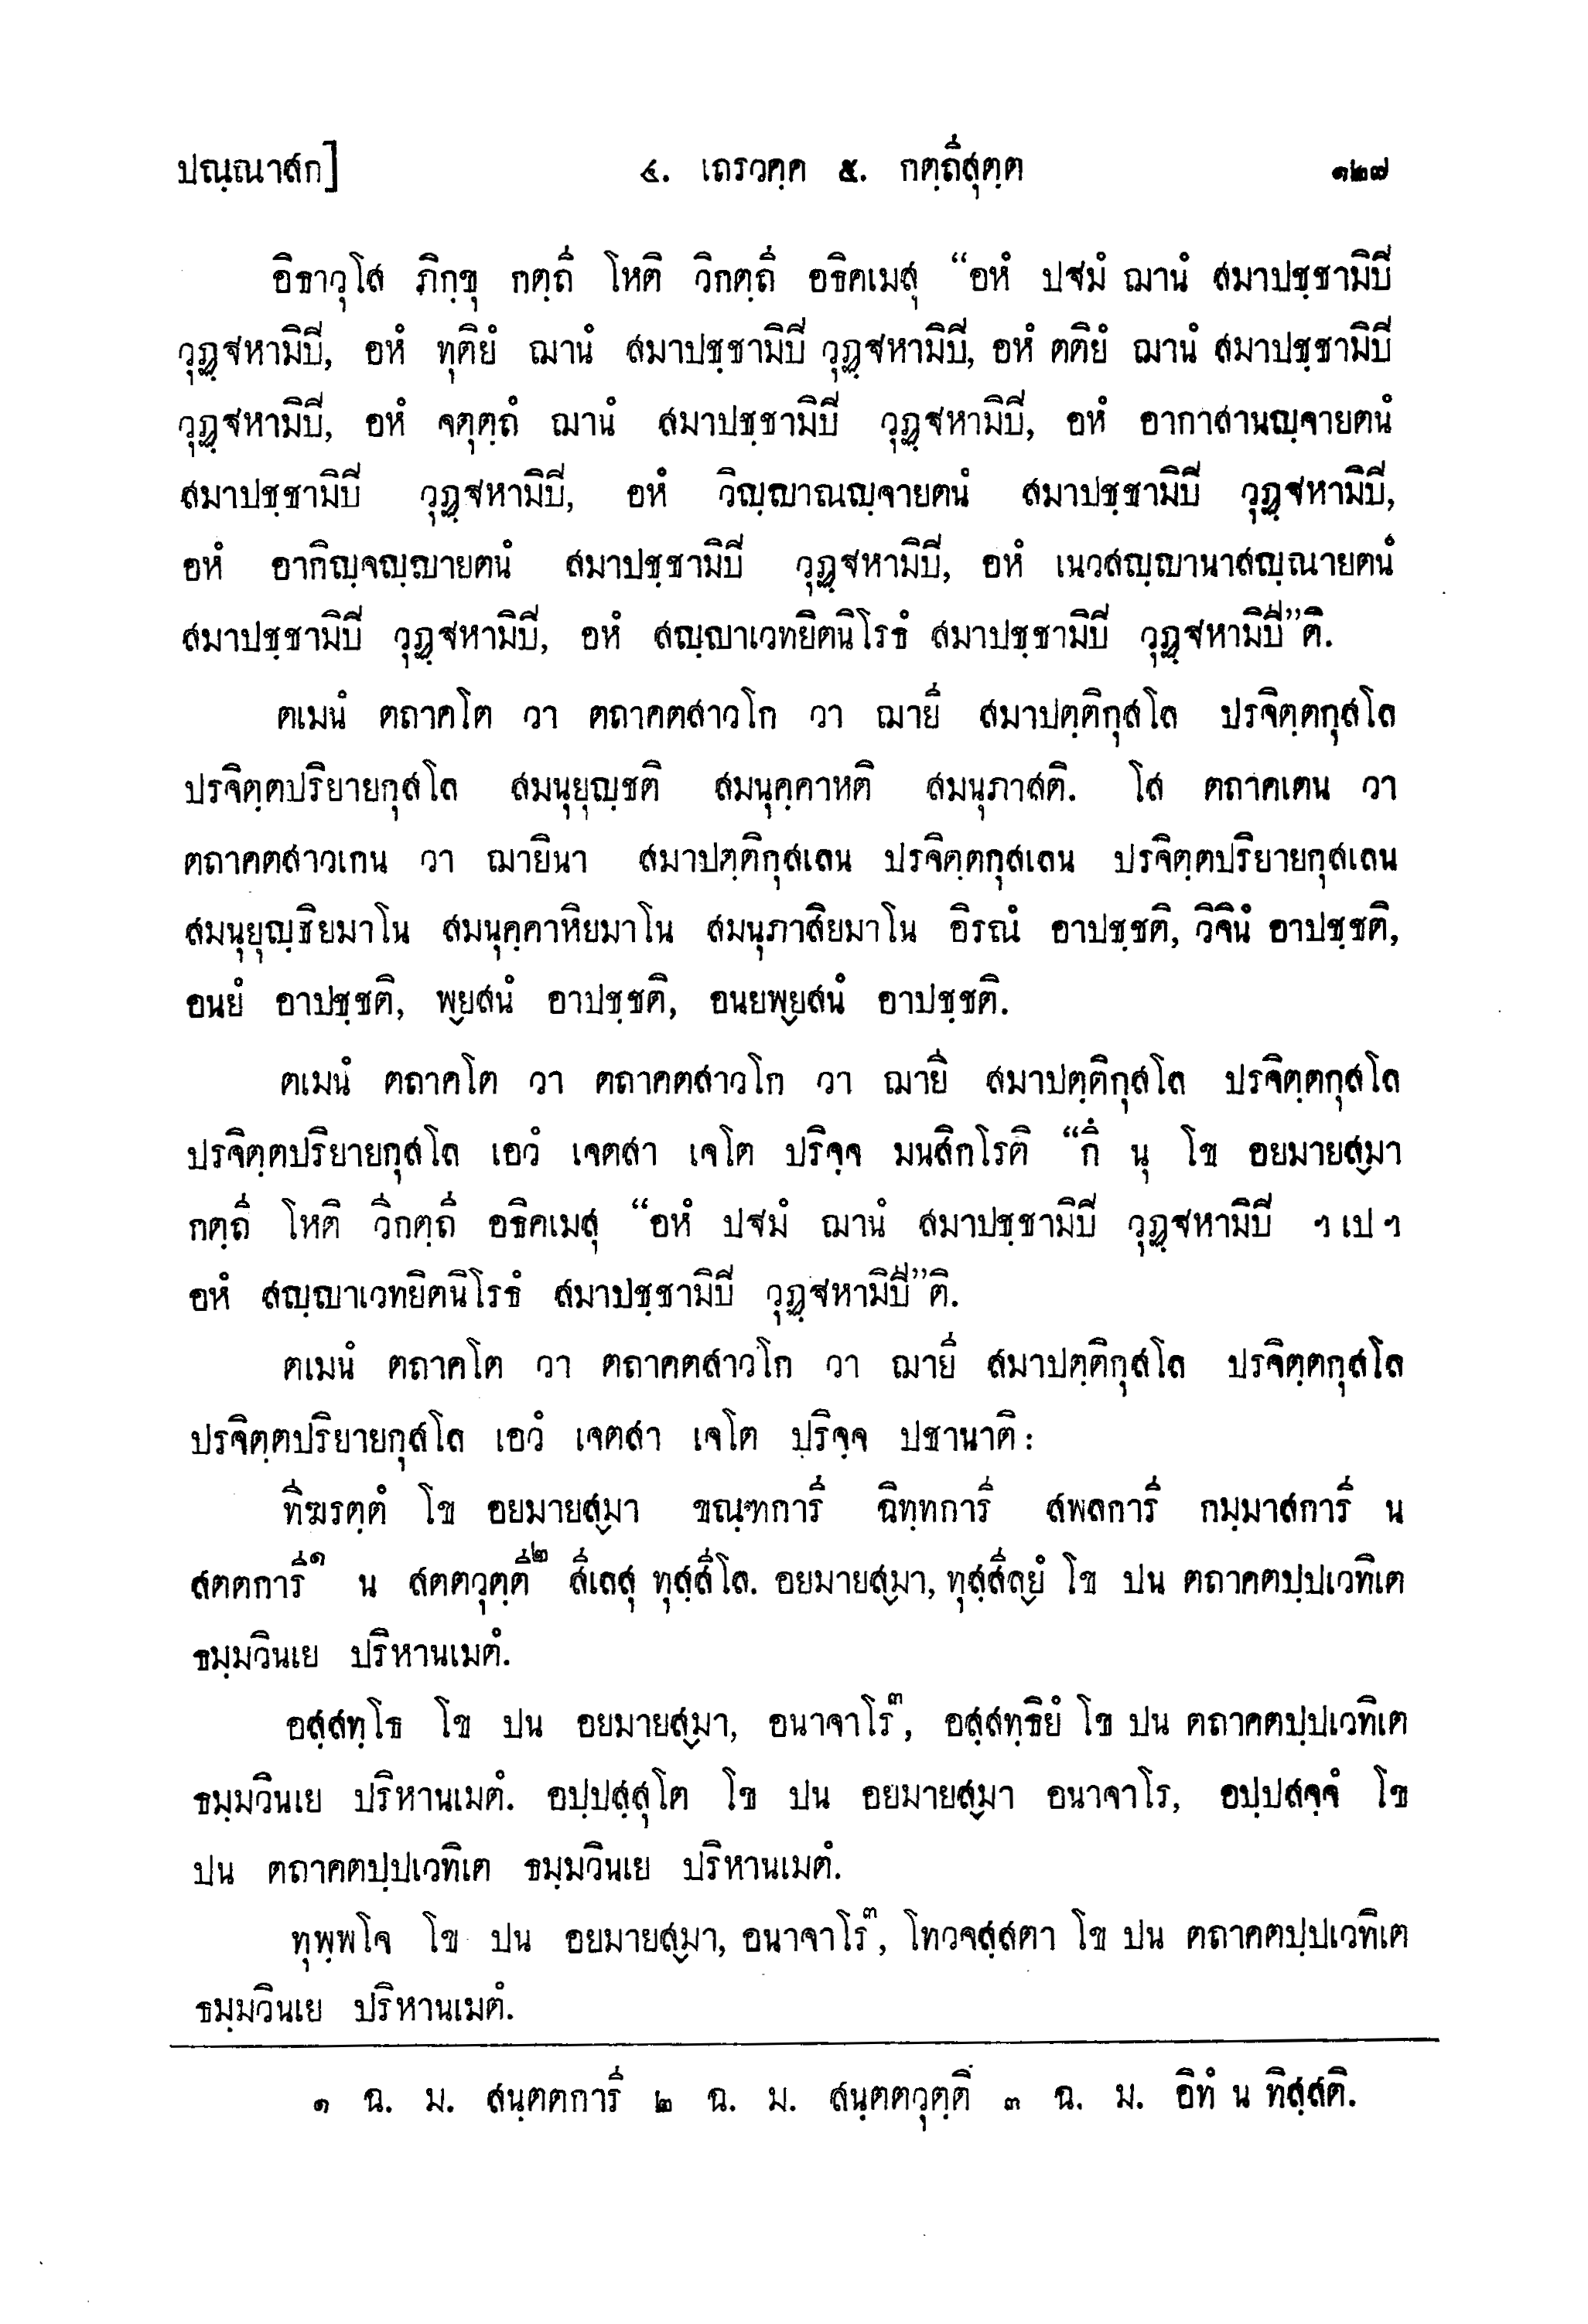 ปณฺณาสก]	๔. เถรวคฺค ๕. กตฺถีสุตฺต	๑๒๗
อิธาวุโส ภิกฺขุ กตฺถี โหติ วิกตฺถี อธิคเมสุ “อหํ ปฐมํ ฌานํ สมาปชฺชามิปี
วุฏฺฐหามิปี, อหํ ทุติยํ ฌานํ สมาปชฺชามิปี วุฏฺฐหามิปี, อหํ ตติยํ ฌานํ สมาปชฺชามิปี
วุฏฺฐหามิปี, อหํ จตุตฺถํ ฌานํ สมาปชฺชามิปี วุฏฺฐหามิปี, อหํ อากาสานญฺจายตนํ
สมาปชฺชามิปี วุฏฺฐหามิปี, อหํ วิญฺญาณญฺจายตนํ สมาปชฺชามิปี วุฏฺฐหามิปี,
อหํ อากิญฺจญฺญายตนํ สมาปชฺชามิปี วุฏฺฐหามิปี, อหํ เนวสญฺญานาสญฺณายตนํ
สมาปชฺชามิปี วุฏฺฐหามิปี, อหํ สญฺญาเวทยิตนิโรธํ สมาปชฺชามิปี วุฏฺฐหามิปี”ติ.
ตเมนํ ตถาคโต วา ตถาคตสาวโก วา ฌายี สมาปตฺติกุสโล ปรจิตฺตกุสโล
ปรจิตฺตปริยายกุสโล สมนุยุญฺชติ สมนุคฺคาหติ สมนุภาสติ. โส ตถาคเตน วา
ตถาคตสาวเกน วา ฌายินา สมาปตฺติกุสเลน ปรจิตฺตกุสเลน ปรจิตฺตปริยายกุสเลน
สมนุยุญฺชิยมาโน สมนุคฺคาหิยมาโน สมนุภาสิยมาโน อิรณํ อาปชฺชติ, วิจินํ อาปชฺชติ,
อนยํ อาปชฺชติ, พฺยสนํ อาปชฺชติ, อนยพฺยสนํ อาปชฺชติ.
ตเมนํ ตถาคโต วา ตถาคตสาวโก วา ฌายี สมาปตฺติกุสโล ปรจิตฺตกุสโล
ปรจิตฺตปริยายกุสโล เอวํ เจตสา เจโต ปริจฺจ มนสิกโรติ “กึ นุ โข อยมายสฺมา
กตฺถี โหติ วิกตฺถี อธิคเมสุ “อหํ ปฐมํ ฌานํ สมาปชฺชามิปี วุฏฺฐหามิปี ฯ เป ฯ
อหํ สญฺญาเวทยิตนิโรธํ สมาปชฺชามิปี วุฏฺฐหามิปี”ติ.
ตเมนํ ตถาคโต วา ตถาคตสาวโก วา ฌายี สมาปตฺติกุสโล ปรจิตฺตกุสโล
ปรจิตฺตปริยายกุสโล เอวํ เจตสา เจโต ปริจฺจ ปชานาติ:
ทีฆรตฺตํ โข อยมายสฺมา ขณฺฑการี ฉิทฺทการี สพลการี กมฺมาสการี น
สตตการี๑ น สตตวุตฺตี๒ สีเลสุ ทุสฺสีโล. อยมายสฺมา, ทุสฺสีลฺยํ โข ปน ตถาคตปฺปเวทิเต
ธมฺมวินเย ปริหานเมตํ.
อสฺสทฺโธ โข ปน อยมายสฺมา, อนาจาโร๓, อสฺสทฺธิยํ โข ปน ตถาคตปฺปเวทิเต
ธมฺมวินเย ปริหานเมตํ. อปฺปสฺสุโต โข ปน อยมายสฺมา อนาจาโร, อปฺปสจฺจํ โข
ปน ตถาคตปฺปเวทิเต ธมฺมวินเย ปริหานเมตํ.
ทุพฺพโจ โข ปน อยมายสฺมา, อนาจาโร๓, โทวจสฺสตา โข ปน ตถาคตปฺปเวทิเต
ธมฺมวินเย ปริหานเมตํ.
๑ ฉ. ม. สนฺตตการี ๒ ฉ. ม. สนฺตตวุตฺติ ๓ ฉ. ม. อิทํ น ทิสฺสติ.